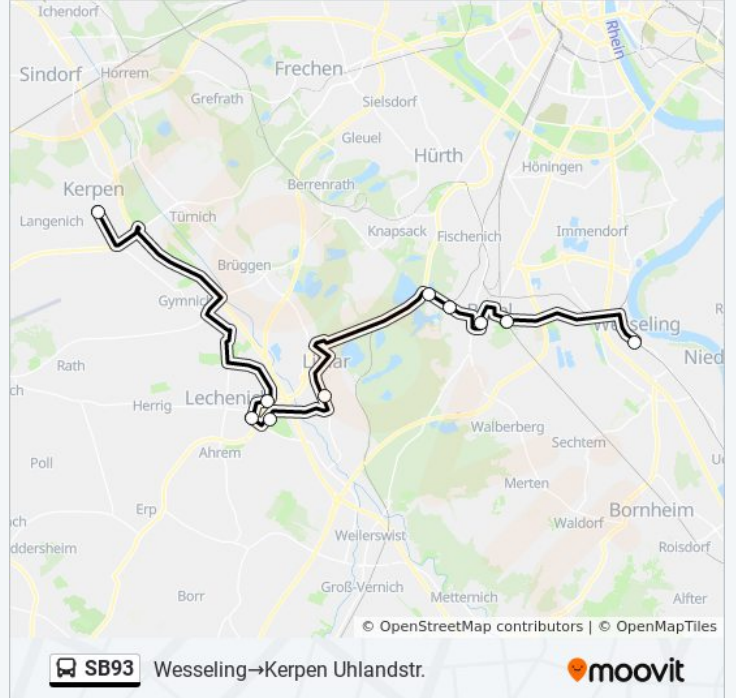 Ichendorf
Rhein
Sindorf
Horrem
Frechen
Grefrath
Sielsdorf
Gleuel
Hürth
Höningen
Kerpen
Berrenrath
Langenich
Türnich
Knapsack
Fischenich
Immendorf
Brüggen
Gymnich
Wesseling
Nied
Rath
Lechenich
Herrig
Walberberg
Ahrem
Sechtem
Poll
Merten
Erp
Waldorf
Bornheim
ddersheim
Weilerswist
Roisdorf
Borr
Groß-Vernich
Metternich
Alfter
© OpenStreetMap contributors | © OpenMapTiles
SB93 Wesseling→Kerpen Uhlandstr.
moovit